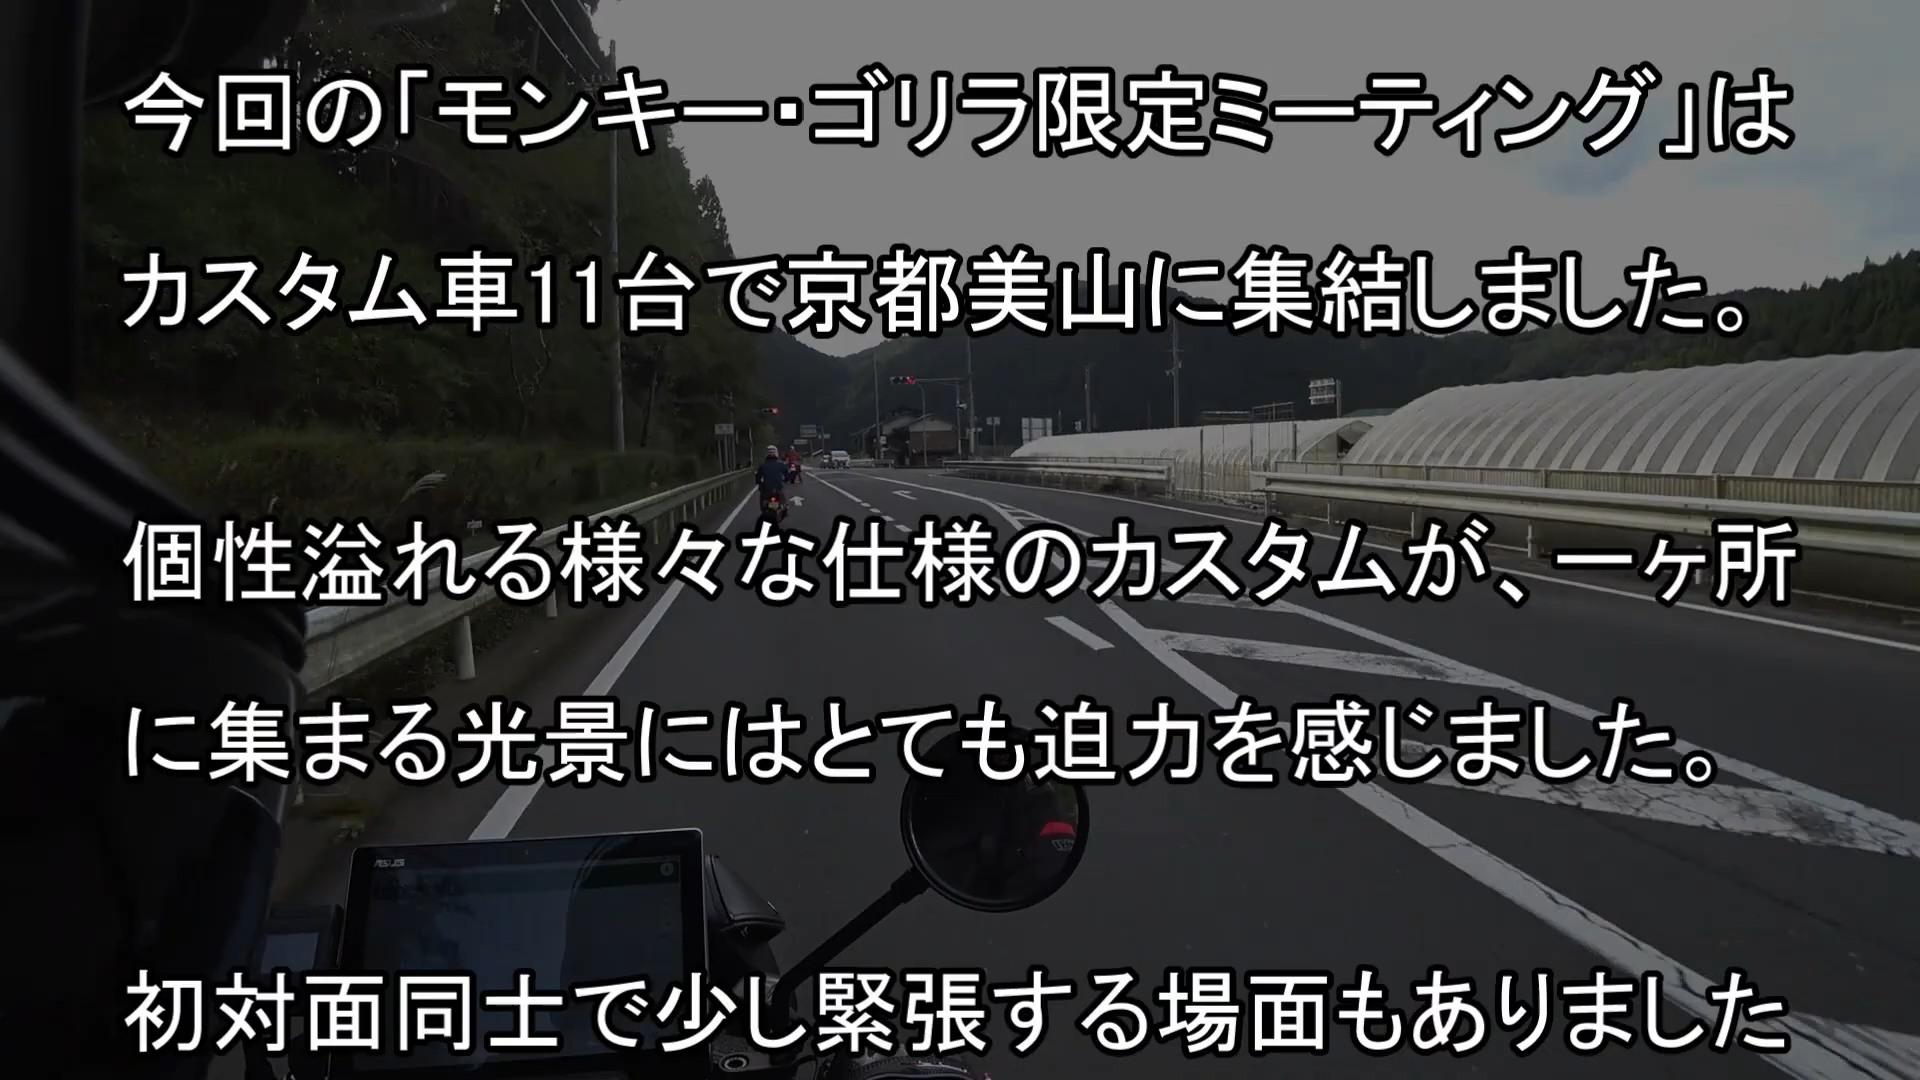 今回の「モンキー・ゴリラ限定ミーティング」は
カスタム車11台で京都美山に集結しました。
個性溢れる様々な仕様のカスタムが、一ヶ所
に集まる光景にはとても迫力を感じました。
初対面同士で少し緊張する場面もありました
ASUS